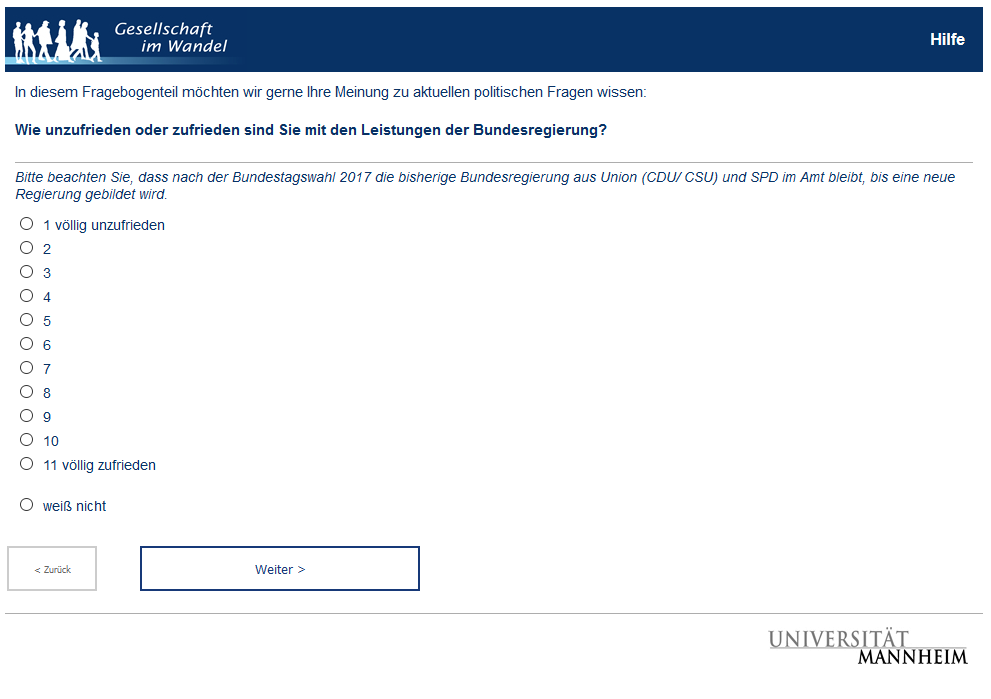 Gesellschaft
im Wandel
Hilfe
In diesem Fragebogenteil möchten wir gerne Ihre Meinung zu aktuellen politischen Fragen wissen:
Wie unzufrieden oder zufrieden sind Sie mit den Leistungen der Bundesregierung?
Bitte beachten Sie, dass nach der Bundestagswahl 2017 die bisherige Bundesregierung aus Union (CDU/ CSU) und SPD im Amt bleibt, bis eine neue
Regierung gebildet wird.
1 völlig unzufrieden
2
3
4
5
6
7
8
9
10
11 völlig zufrieden
weiß nicht
< Zurück
Weiter >
UNIVERSITÄT
MANNHEIM